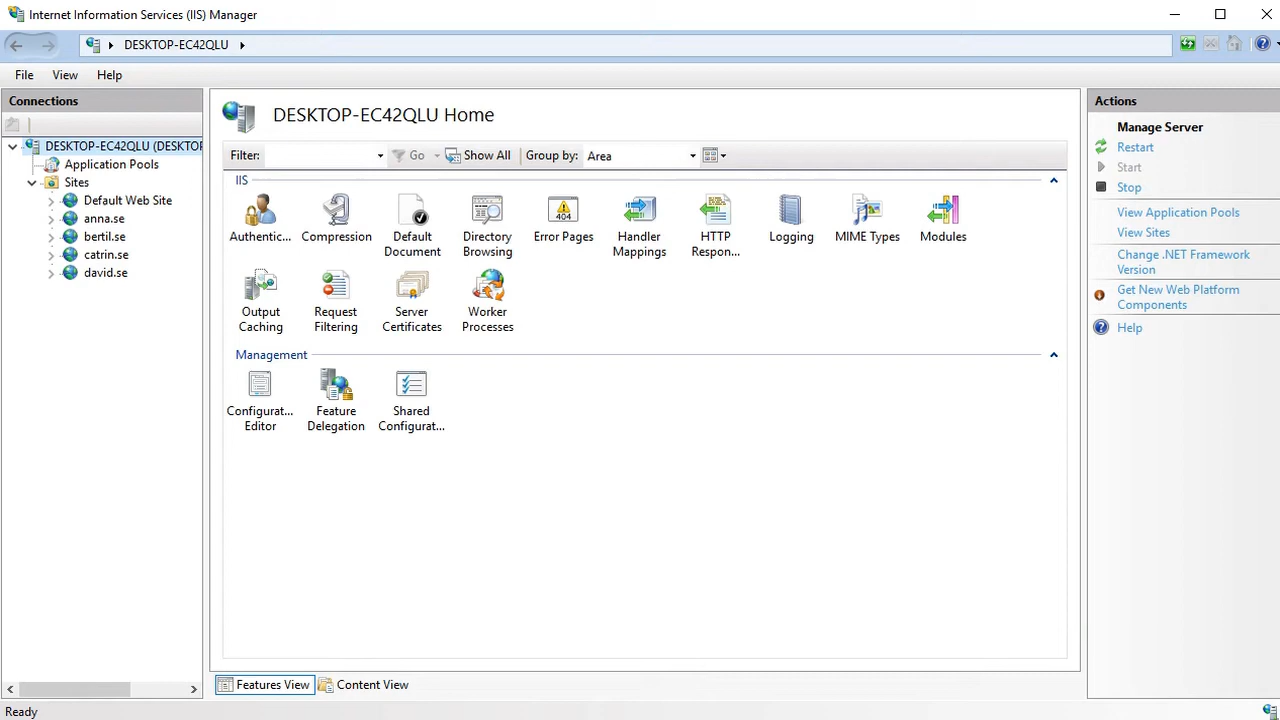 Internet Information Services (IIS) Manager
DESKTOP-EC42QLU
File View Help
Connections
DESKTOP-EC42QLU (DESKTOP
Application Pools
Sites
Default Web Site
anna.se
bertil.se
catrin.se
david.se
DESKTOP-EC42QLU Home
Filter: Go Show All Group by: Area
IIS
Authentic... Compression Default Document Directory Browsing Error Pages Handler Mappings HTTP Respon... Logging MIME Types Modules
404
Output Caching Request Filtering Server Certificates Worker Processes
Management
Configurat... Editor Feature Delegation Shared Configurat...
Features View Content View
Actions
Manage Server
Restart
Start
Stop
View Application Pools
View Sites
Change .NET Framework
Version
Get New Web Platform
Components
Help
Ready